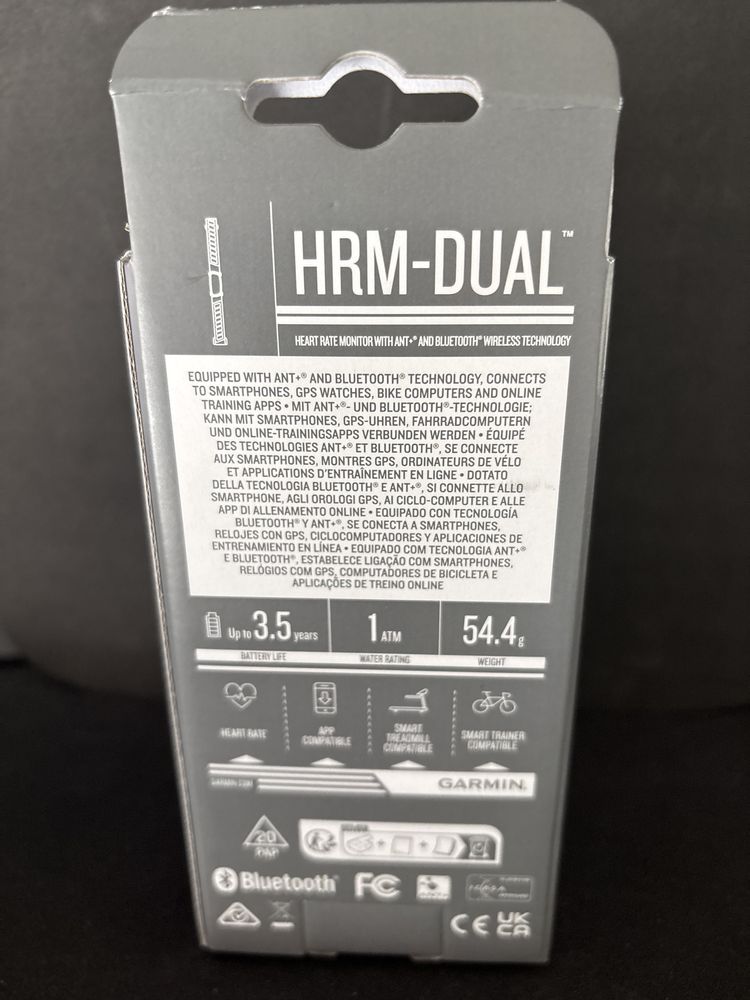 HRM-DUAL™
HEART RATE MONITOR WITH ANT+® AND BLUETOOTH® WIRELESS TECHNOLOGY
EQUIPPED WITH ANT+® AND BLUETOOTH® TECHNOLOGY, CONNECTS
TO SMARTPHONES, GPS WATCHES, BIKE COMPUTERS AND ONLINE
TRAINING APPS • MIT ANT+®- UND BLUETOOTH®-TECHNOLOGIE;
KANN MIT SMARTPHONES, GPS-UHREN, FAHRRADCOMPUTERN
UND ONLINE-TRAININGSAPPS VERBUNDEN WERDEN • ÉQUIPÉ
DES TECHNOLOGIES ANT+® ET BLUETOOTH®, SE CONNECTE
AUX SMARTPHONES, MONTRES GPS, ORDINATEURS DE VÉLO
ET APPLICATIONS D'ENTRAÎNEMENT EN LIGNE • DOTATO
DELLA TECNOLOGIA BLUETOOTH® E ANT+®, SI CONNETTE ALLO
SMARTPHONE, AGLI OROLOGI GPS, AI CICLO-COMPUTER E ALLE
APP DI ALLENAMENTO ONLINE • EQUIPADO CON TECNOLOGÍA
BLUETOOTH® Y ANT+®, SE CONECTA A SMARTPHONES,
RELOJES CON GPS, CICLOCOMPUTADORES Y APLICACIONES DE
ENTRENAMIENTO EN LÍNEA • EQUIPADO COM TECNOLOGIA ANT+®
E BLUETOOTH®, ESTABELECE LIGAÇÃO COM SMARTPHONES,
RELÓGIOS COM GPS, COMPUTADORES DE BICICLETA E
APLICAÇÕES DE TREINO ONLINE
Up to 3.5 years
BATTERY LIFE
1 ATM
WATER RATING
54.4 g
WEIGHT
HEART RATE
APP
COMPATIBLE
SMART
TREADMILL
COMPATIBLE
SMART TRAINER
COMPATIBLE
GARMIN.COM
GARMIN.
20
PAP
Bluetooth®
FC
CE
UK
CA